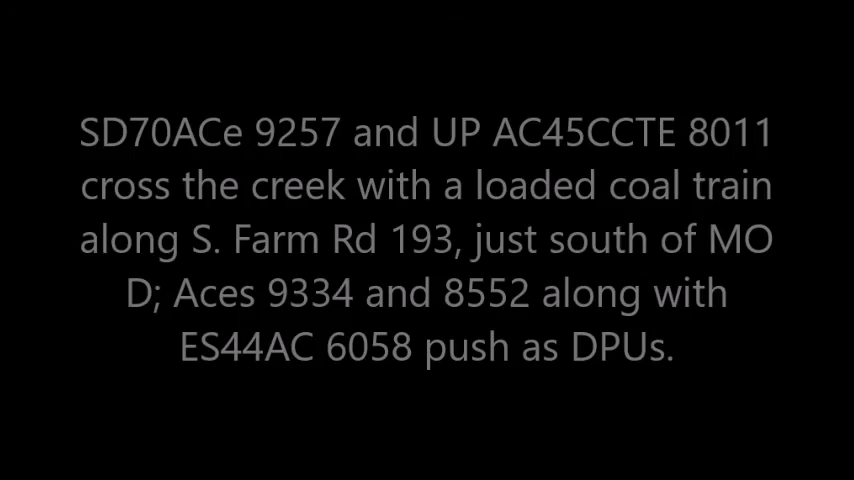 SD70ACe 9257 and UP AC45CCTE 8011
cross the creek with a loaded coal train
along S. Farm Rd 193, just south of MO
D; Aces 9334 and 8552 along with
ES44AC 6058 push as DPUs.